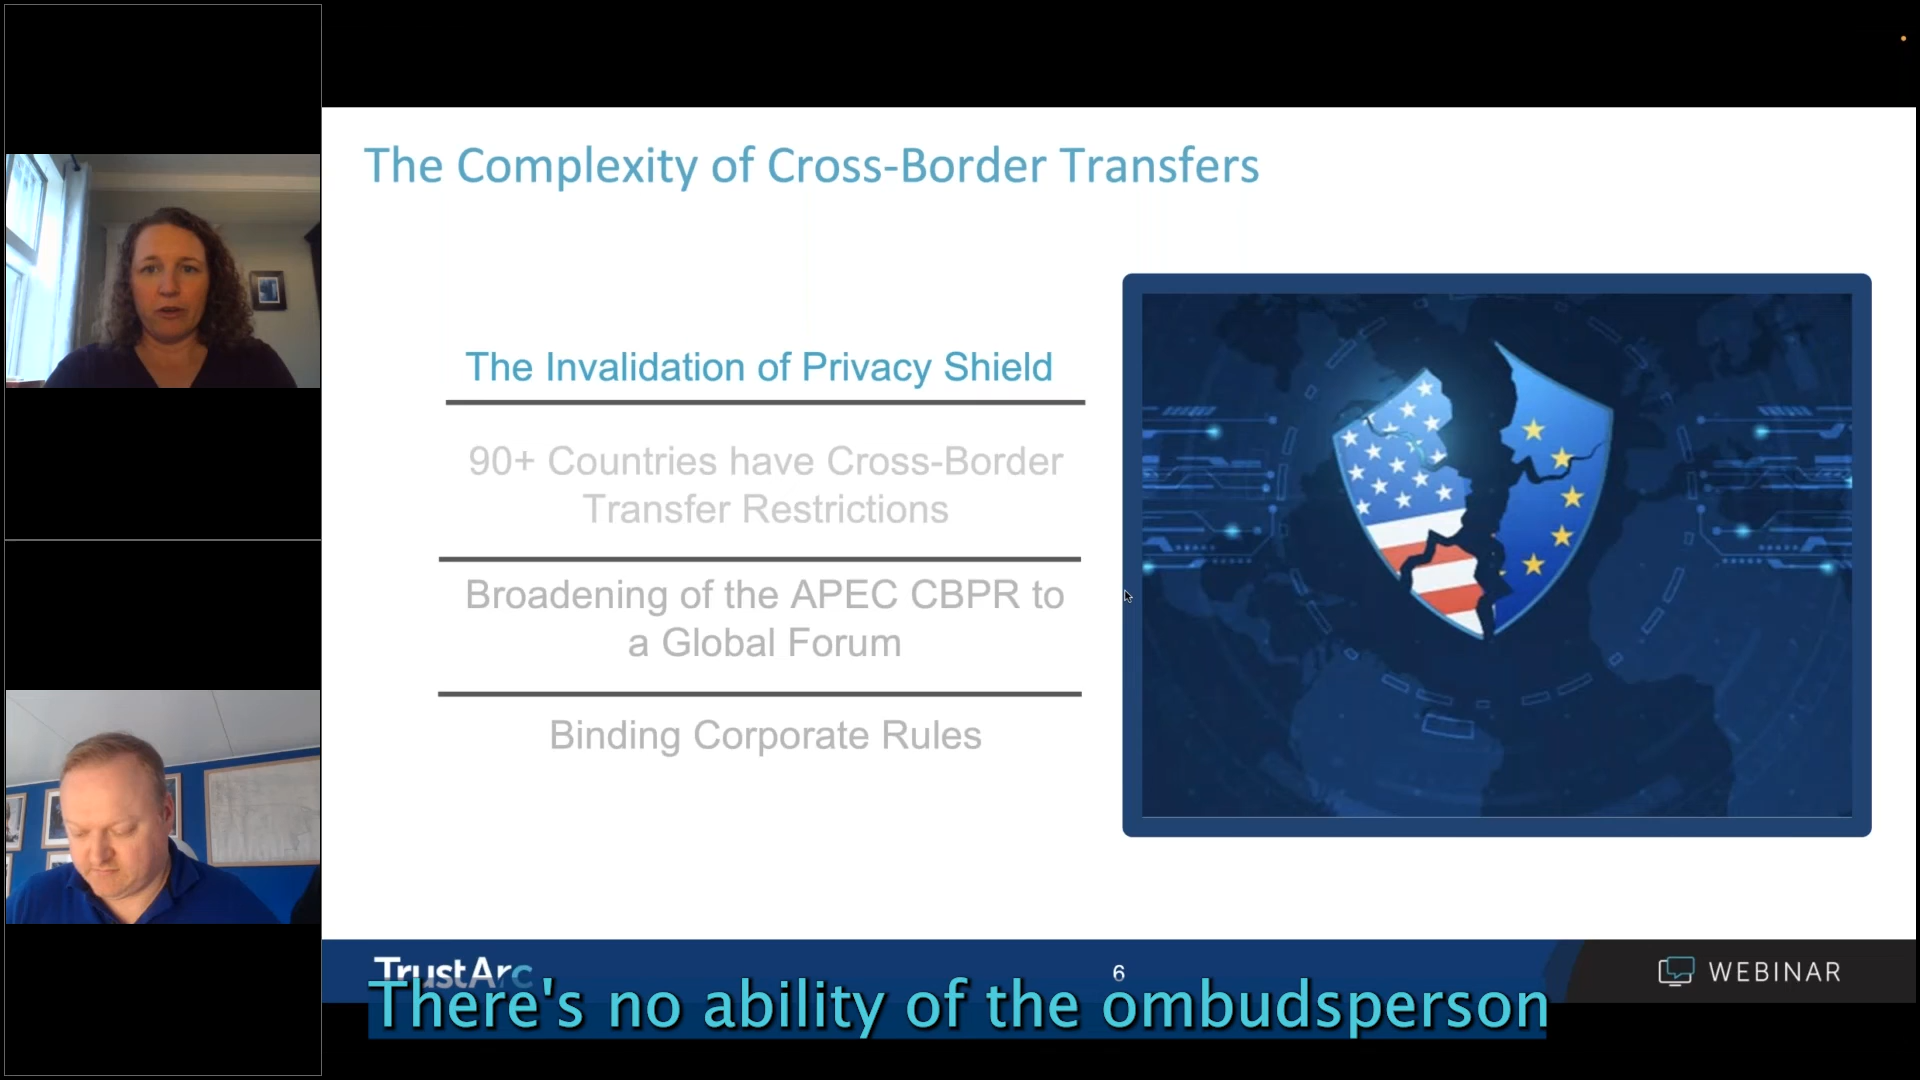 The Complexity of Cross-Border Transfers
The Invalidation of Privacy Shield
90+ Countries have Cross-Border
Transfer Restrictions
Broadening of the APEC CBPR to
a Global Forum
Binding Corporate Rules
TrustArc
6
WEBINAR
There's no ability of the ombudsperson